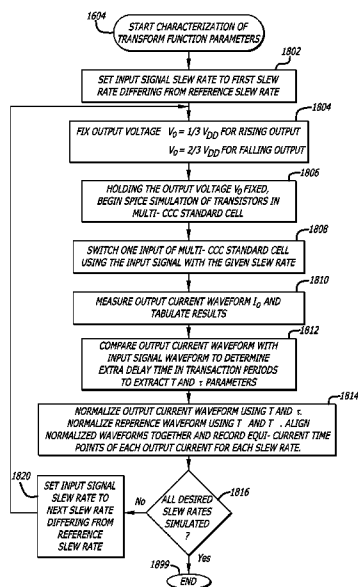 1604
START CHARACTERIZATION OF
TRANSFORM FUNCTION PARAMETERS
1802
SET INPUT SIGNAL SLEW RATE TO FIRST SLEW
RATE DIFFERING FROM REFERENCE SLEW RATE
1804
FIX OUTPUT VOLTAGE VO = 1/3 VDD FOR RISING OUTPUT
VO = 2/3 VDD FOR FALLING OUTPUT
1806
HOLDING THE OUTPUT VOLTAGE VO FIXED,
BEGIN SPICE SIMULATION OF TRANSISTORS IN
MULTI- CCC STANDARD CELL
1808
SWITCH ONE INPUT OF MULTI- CCC STANDARD CELL
USING THE INPUT SIGNAL WITH THE GIVEN SLEW RATE
1810
MEASURE OUTPUT CURRENT WAVEFORM IO AND
TABULATE RESULTS
1812
COMPARE OUTPUT CURRENT WAVEFORM WITH
INPUT SIGNAL WAVEFORM TO DETERMINE
EXTRA DELAY TIME IN TRANSACTION PERIODS
TO EXTRACT T AND τ PARAMETERS
1814
NORMALIZE OUTPUT CURRENT WAVEFORM USING T AND τ.
NORMALIZE REFERENCE WAVEFORM USING T AND T . ALIGN
NORMALIZED WAVEFORMS TOGETHER AND RECORD EQUI- CURRENT TIME
POINTS OF EACH OUTPUT CURRENT FOR EACH SLEW RATE.
1820
SET INPUT SIGNAL
SLEW RATE TO
NEXT SLEW RATE
DIFFERING FROM
REFERENCE
SLEW RATE
No
1816
ALL DESIRED
SLEW RATES
SIMULATED
?
Yes
1899
END